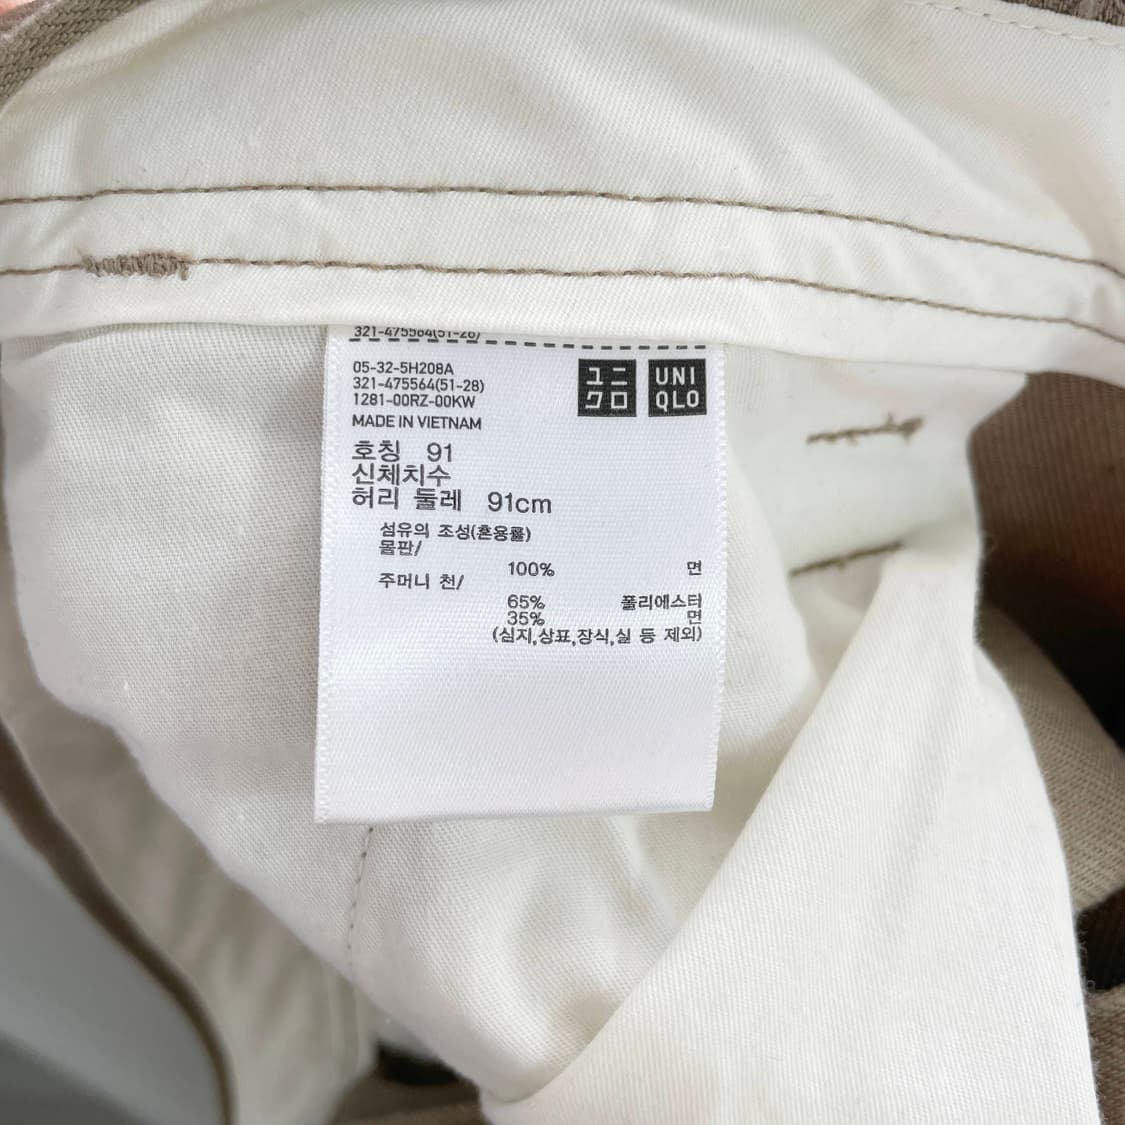 321-475564(51-28)
05-32-5H208A
321-475564(51-28)
1281-00RZ-00KW
MADE IN VIETNAM
ユニ
クロ
UNI
QLO
호칭 91
신체치수
허리 둘레 91cm
섬유의 조성(혼용률)
몸판/
100% 면
주머니 천/
65% 폴리에스터
35% 면
(심지,상표,장식,실 등 제외)